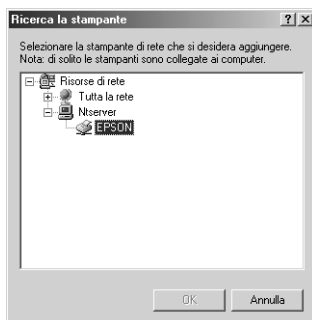 Ricerca la stampante
Selezionare la stampante di rete che si desidera aggiungere.
Nota: di solito le stampanti sono collegate ai computer.
Risorse di rete
Tutta la rete
Ntserver
EPSON
OK
Annulla